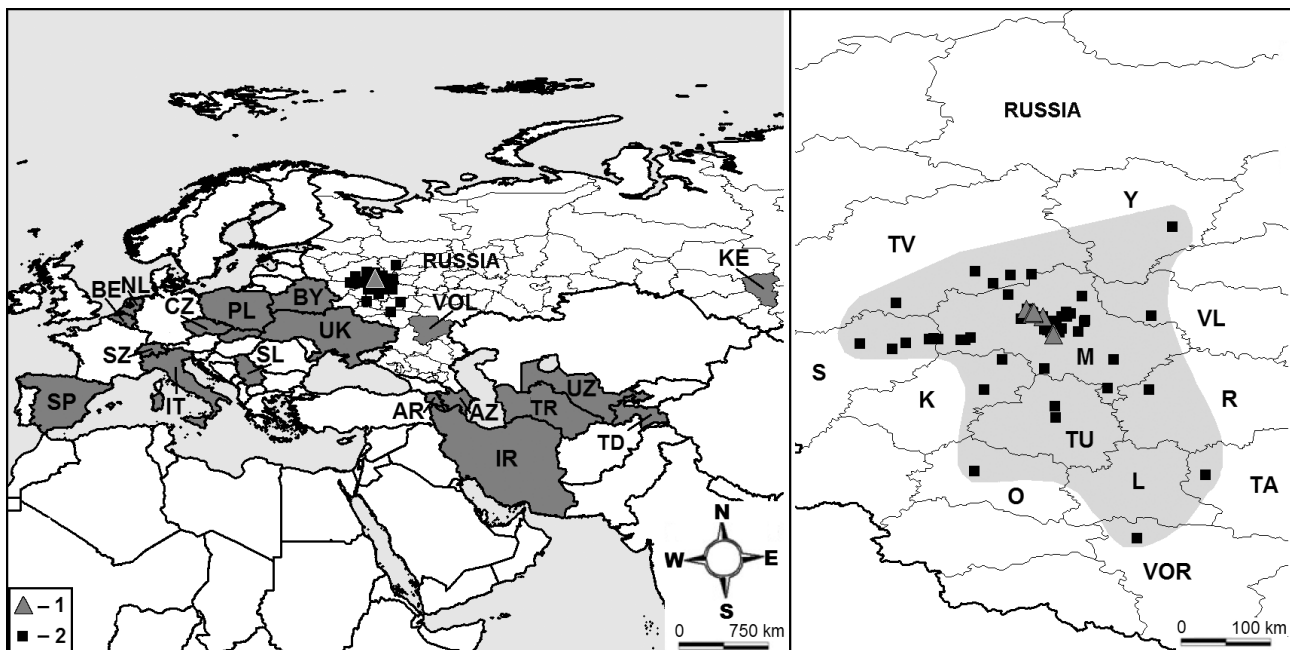 RUSSIA
KE
NL
BE
CZ
PL
BY
VOL
UK
SZ
SL
SP
IT
AR
AZ
UZ
TR
TD
IR
N
W
E
S
– 1
– 2
0 750 km
RUSSIA
Y
TV
VL
S
M
K
R
TU
L
O
TA
VOR
0 100 km